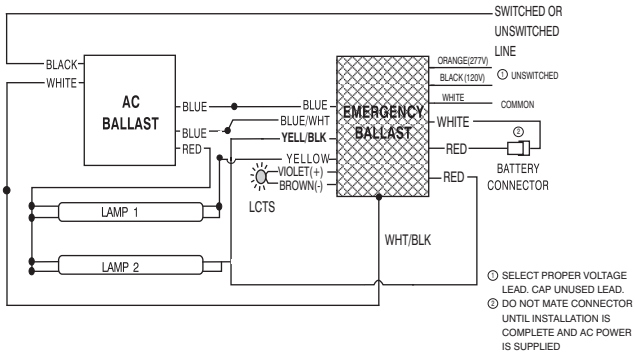 SWITCHED OR
UNSWITCHED
LINE
BLACK
WHITE
AC
BALLAST
BLUE
BLUE
RED
BLUE
BLUE/WHT
YELL/BLK
YELLOW
VIOLET(+)
BROWN(-)
LCTS
EMERGENCY
BALLAST
ORANGE(277V)
BLACK(120V)
① UNSWITCHED
WHITE
COMMON
WHITE
②
RED
BATTERY
CONNECTOR
RED
WHT/BLK
LAMP 1
LAMP 2
① SELECT PROPER VOLTAGE
LEAD. CAP UNUSED LEAD.
② DO NOT MATE CONNECTOR
UNTIL INSTALLATION IS
COMPLETE AND AC POWER
IS SUPPLIED